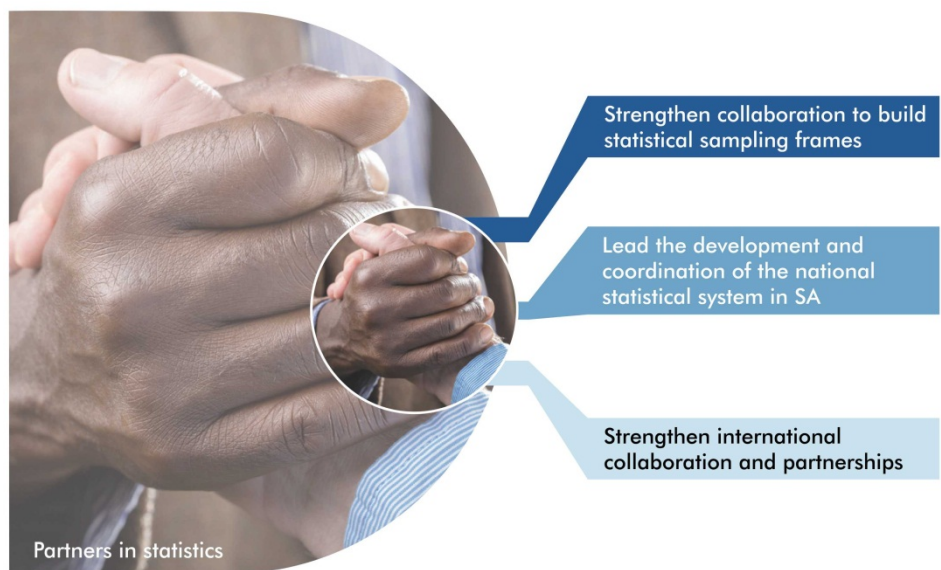 Strengthen collaboration to build
statistical sampling frames
Lead the development and
coordination of the national
statistical system in SA
Strengthen international
collaboration and partnerships
Partners in statistics